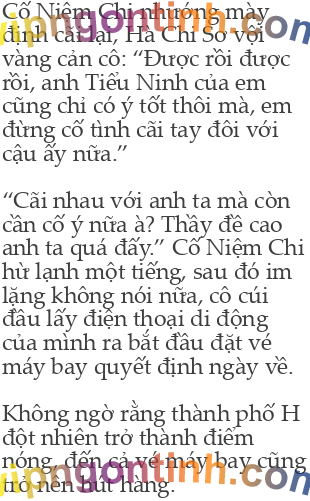 Cố Niệm Chi nhướng mày
định cãi lại, Hà Chi Sơ vội
vàng cản cô: “Được rồi được
rồi, anh Tiểu Ninh của em
cũng chỉ có ý tốt thôi mà, em
đừng cố tình cãi tay đôi với
cậu ấy nữa.”
“Cãi nhau với anh ta mà còn
cần cố ý nữa à? Thầy đề cao
anh ta quá đấy.” Cố Niệm Chi
hừ lạnh một tiếng, sau đó im
lặng không nói nữa, cô cúi
đầu lấy điện thoại di động
của mình ra bắt đầu đặt vé
máy bay quyết định ngày về.
Không ngờ rằng thành phố H
đột nhiên trở thành điểm
nóng, đến cả vé máy bay cũng
trở nên hút hàng.
vipngontinh.com
vipngontinh.com